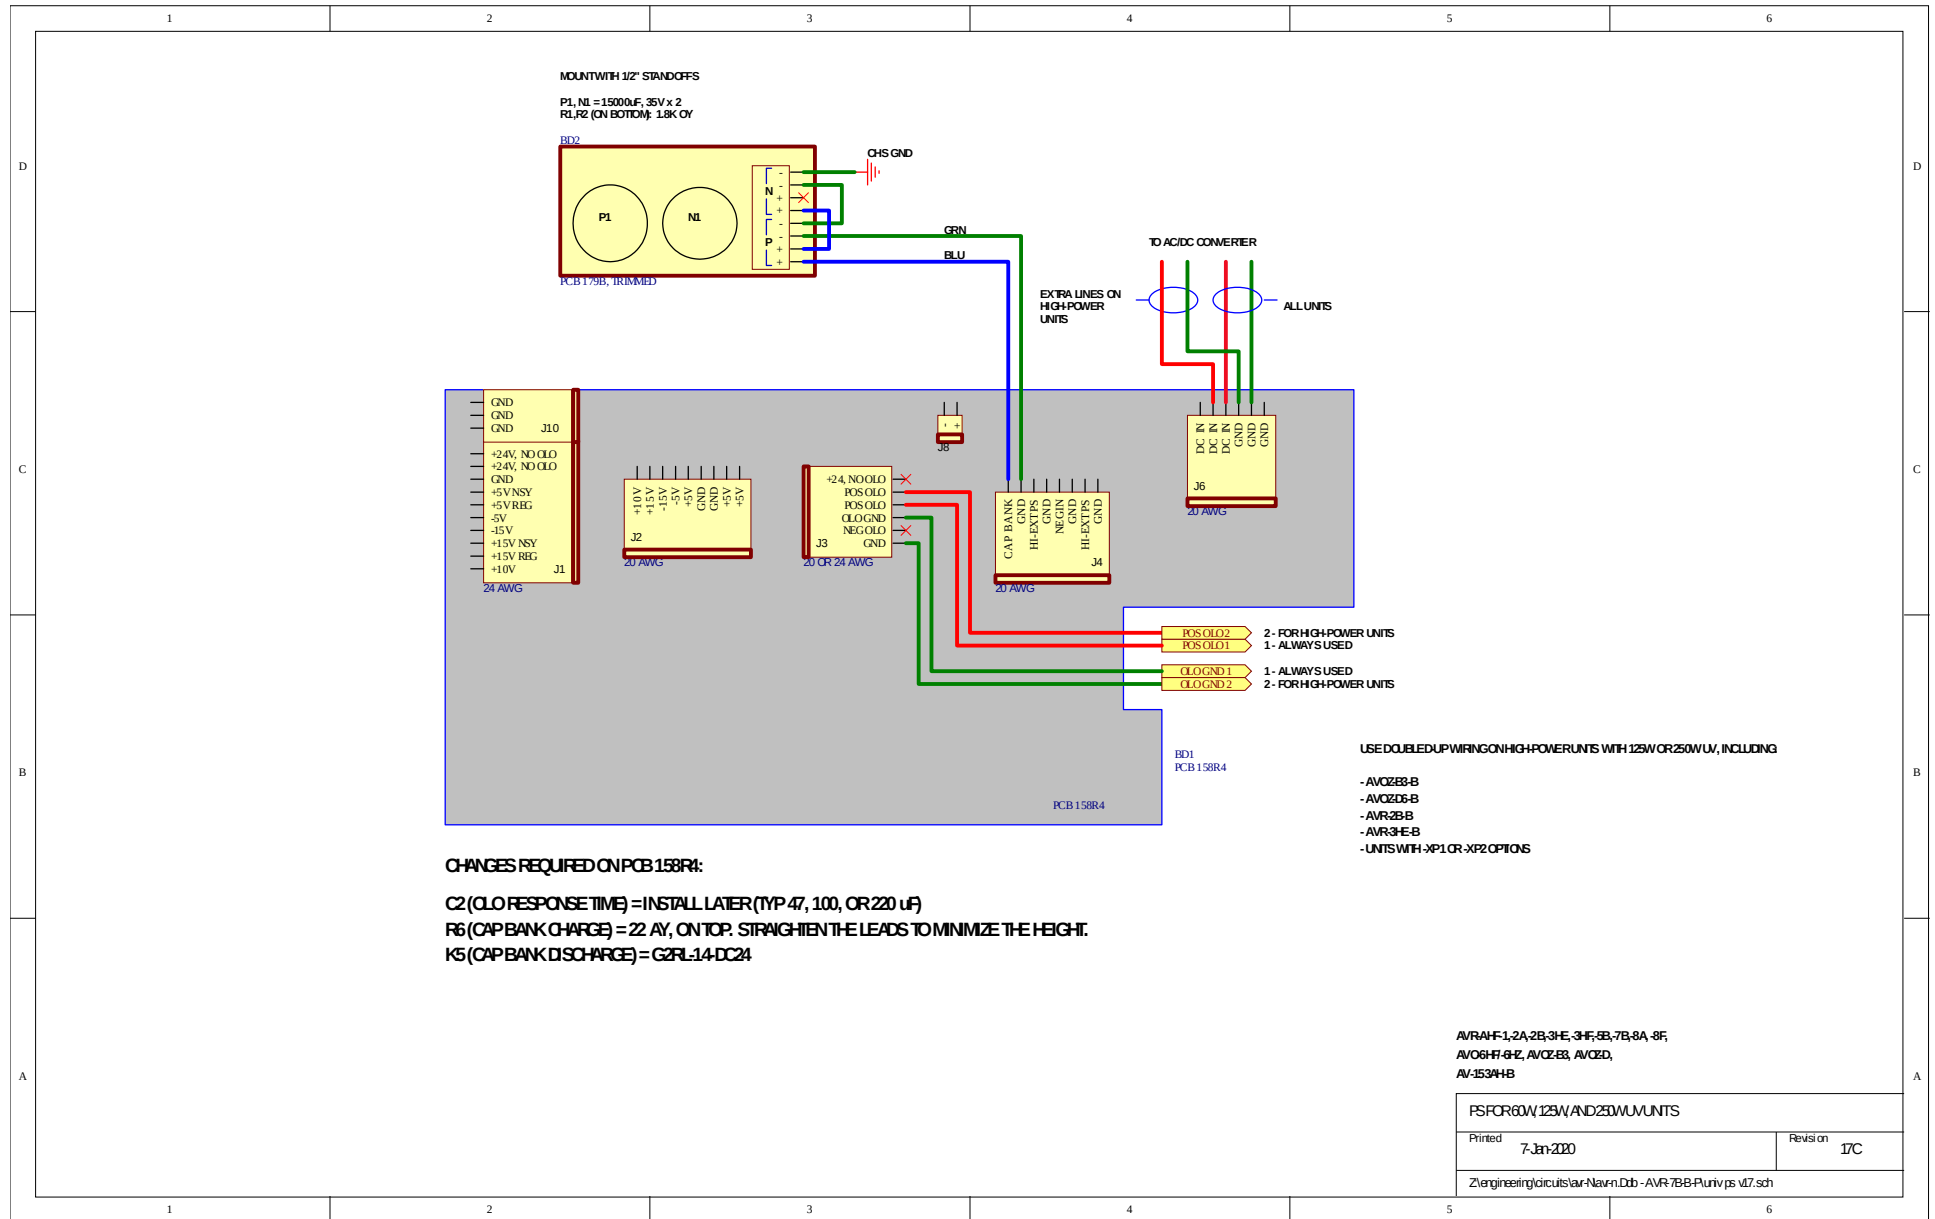 1 2 3 4 5 6
MOUNT WITH 1/2" STANDOFFS
P1, N1 = 15000uF, 35V x 2
R1,R2 (ON BOTTOM): 1.8K OY
BD2
D
D
CHS GND
-
-
N
+
+
-
-
P
+
+
P1
N1
PCB 179B, TRIMMED
GRN
BLU
TO AC/DC CONVERTER
EXTRA LINES ON
HIGH-POWER
UNITS
ALL UNITS
C
C
GND
GND
GND
J10
+24V, NO OLO
+24V, NO OLO
GND
+5V NSY
+5V REG
-5V
-15V
+15V NSY
+15V REG
+10V
J1
24 AWG
+10V
+15V
-15V
-5V
+5V
GND
GND
+5V
+5V
J2
20 AWG
+24, NO OLO
POS OLO
POS OLO
OLO GND
NEG OLO
GND
J3
20 OR 24 AWG
-
+
J8
CAP BANK
GND
HI-EXT PS
GND
NEG IN
GND
HI-EXT PS
GND
J4
20 AWG
DC IN
DC IN
DC IN
GND
GND
GND
J6
20 AWG
POS OLO 2
2 - FOR HIGH-POWER UNITS
POS OLO 1
1 - ALWAYS USED
OLO GND 1
1 - ALWAYS USED
OLO GND 2
2 - FOR HIGH-POWER UNITS
B
B
BD1
PCB 158R4
PCB 158R4
USE DOUBLED-UP WIRING ON HIGH-POWER UNITS WITH 125W OR 250W UV, INCLUDING:
- AVOZ-B3-B
- AVOZ-D6-B
- AVR-2B-B
- AVR-3HE-B
- UNITS WITH -XP1 OR -XP2 OPTIONS
CHANGES REQUIRED ON PCB 158R4:
C2 (OLO RESPONSE TIME) = INSTALL LATER (TYP 47, 100, OR 220 uF)
R6 (CAP BANK CHARGE) = 22 AY, ON TOP. STRAIGHTEN THE LEADS TO MINIMIZE THE HEIGHT.
K5 (CAP BANK DISCHARGE) = G2RL-14-DC24
A
A
AVR-AHF-1,-2A,-2B,-3HE,-3HF,-5B,-7B,-8A, -8F,
AVO-6HF/-6HZ, AVOZ-B3, AVOZ-D,
AV-153AH-B
PS FOR 60W, 125W, AND 250W UV UNITS
Printed
7-Jan-2020
Revision
17C
Z:\engineering\circuits\avr-N\avr-n.Ddb - AVR-7B-B-P\univ ps v17.sch
1 2 3 4 5 6